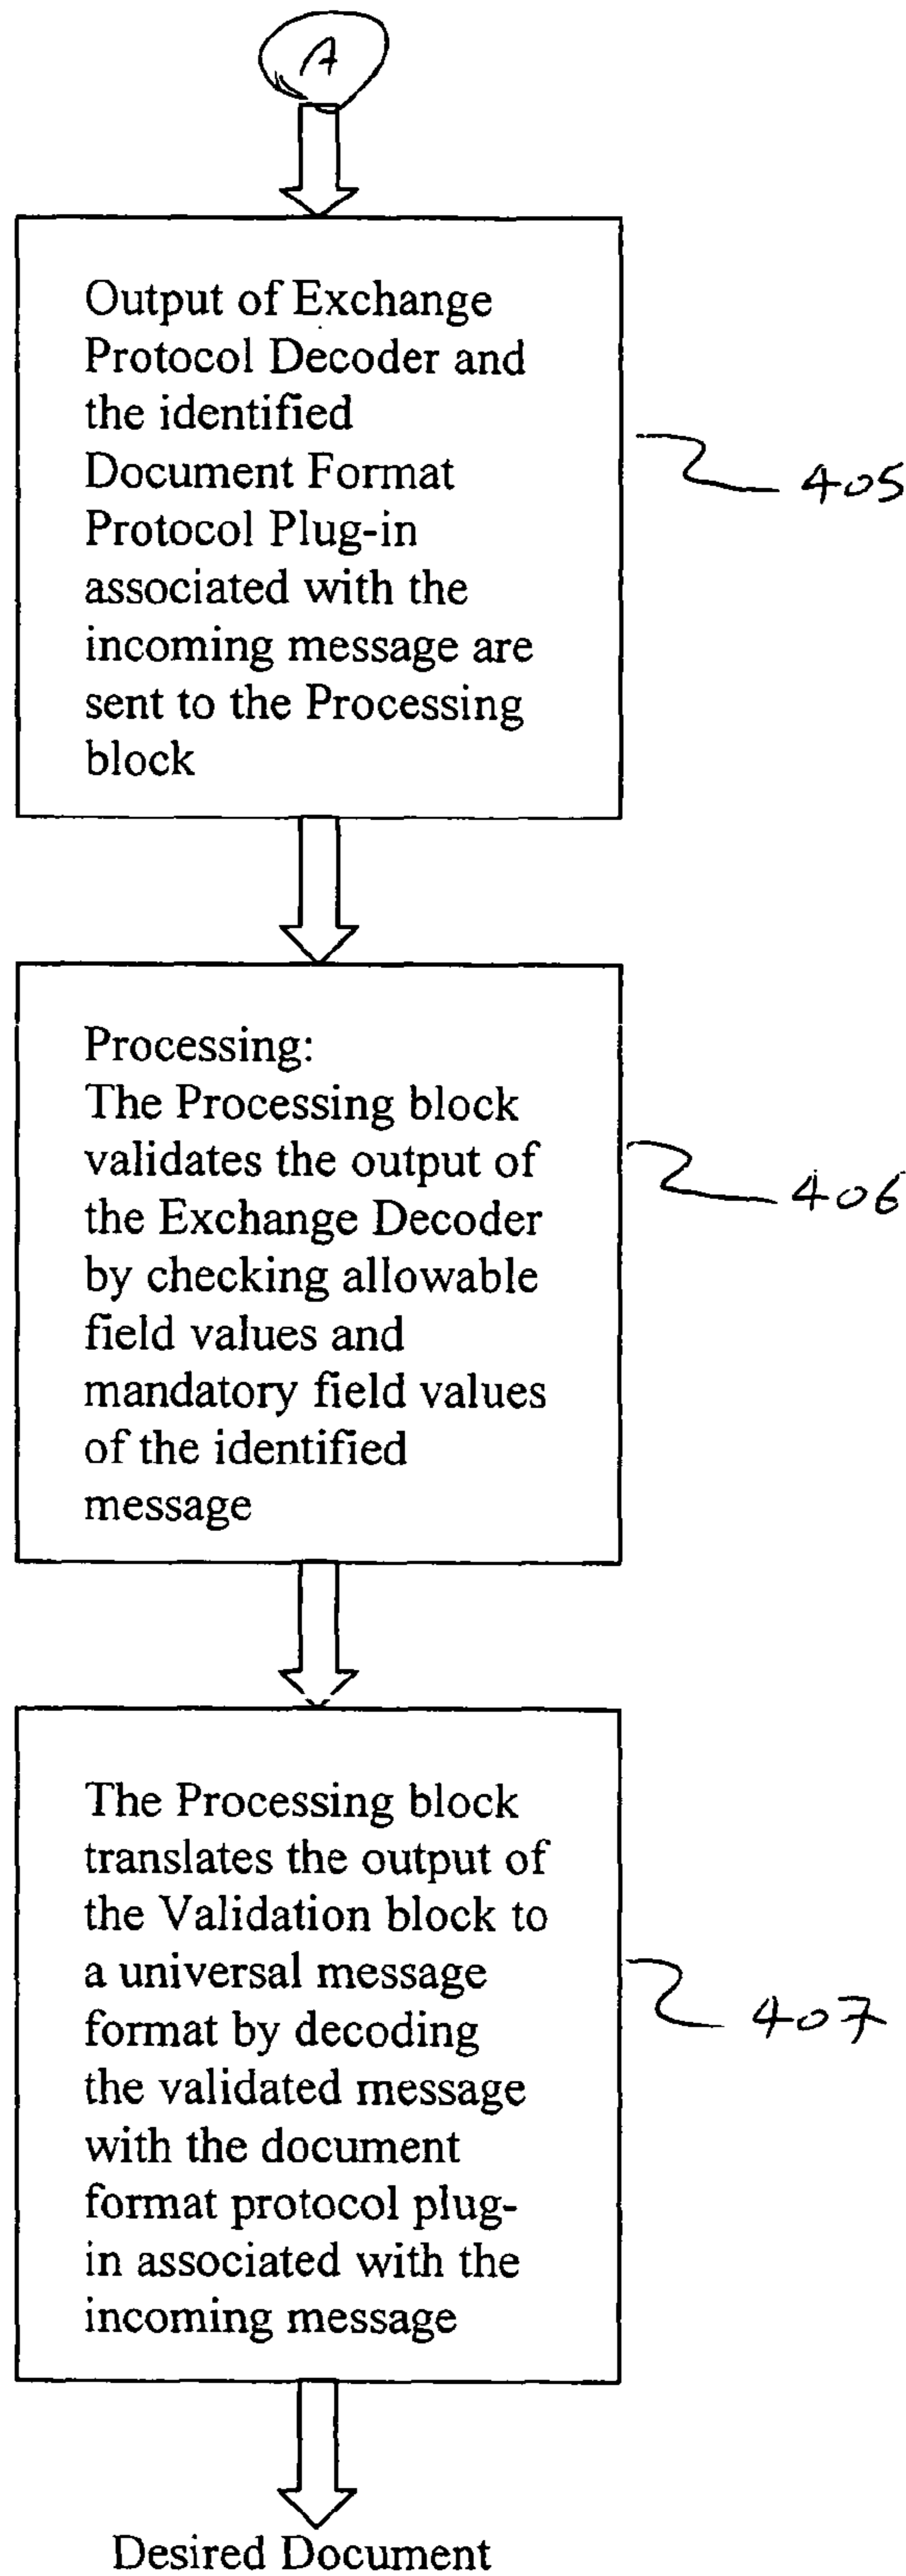 A
Output of Exchange
Protocol Decoder and
the identified
Document Format
Protocol Plug-in
associated with the
incoming message are
sent to the Processing
block
405
Processing:
The Processing block
validates the output of
the Exchange Decoder
by checking allowable
field values and
mandatory field values
of the identified
message
406
The Processing block
translates the output of
the Validation block to
a universal message
format by decoding
the validated message
with the document
format protocol plug-
in associated with the
incoming message
407
Desired Document